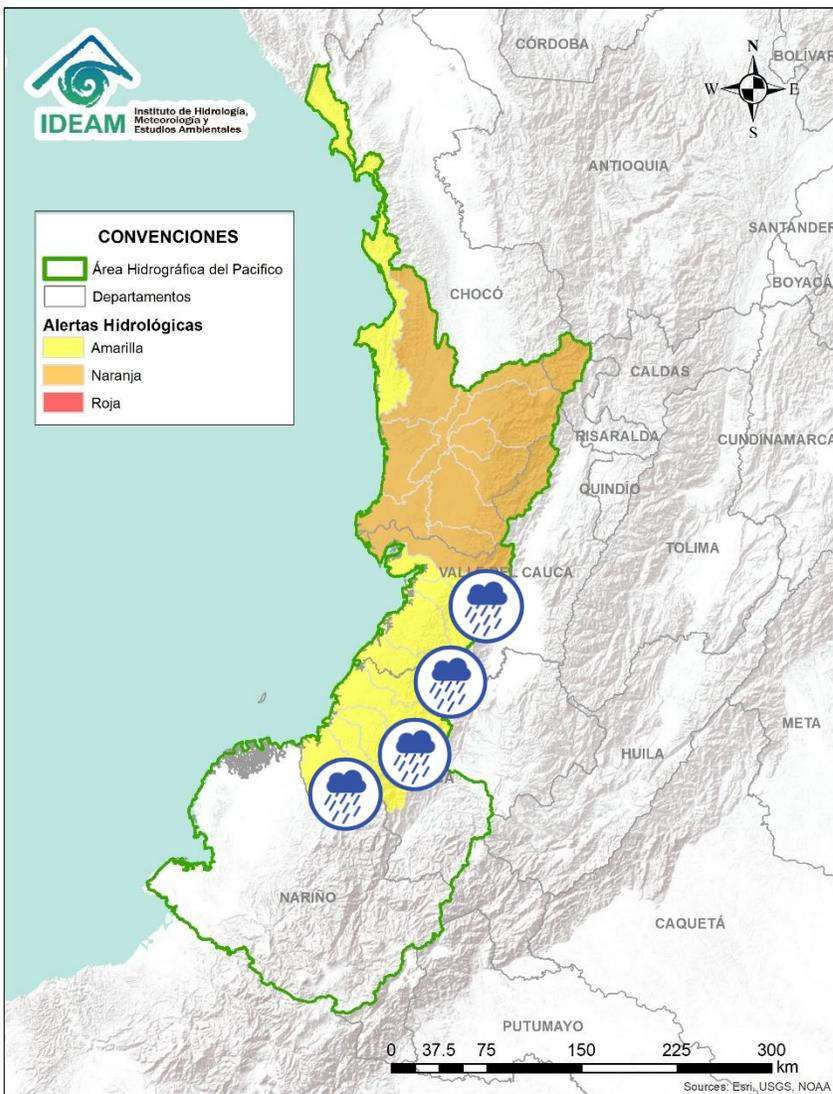 CÓRDOBA
BOLÍVAR
N
W
E
S
IDEAM
Instituto de Hidrología,
Meteorología y
Estudios Ambientales
ANTIOQUIA
SANTANDER
BOYACÁ
CONVENCIONES
Área Hidrográfica del Pacifico
Departamentos
Alertas Hidrológicas
Amarilla
Naranja
Roja
CHOCÓ
CALDAS
RISARALDA
CUNDINAMARCA
QUINDÍO
TOLIMA
VALLE DEL CAUCA
META
HUILA
NARIÑO
CAQUETÁ
PUTUMAYO
0 37.5 75 150 225 300
km
Sources: Esri, USGS, NOAA